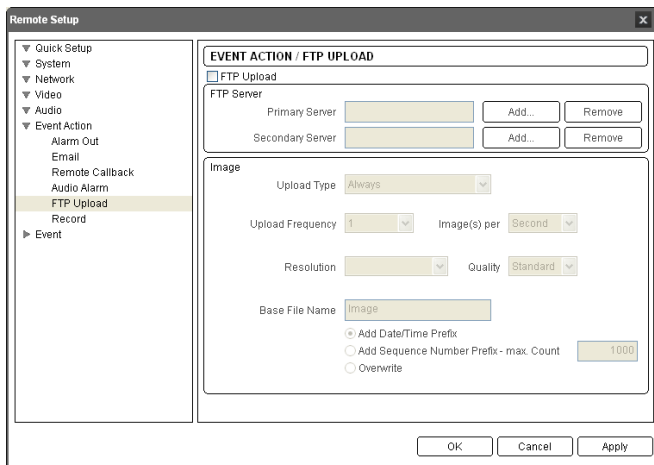 Remote Setup
X
Quick Setup
System
Network
Video
Audio
Event Action
Alarm Out
Email
Remote Callback
Audio Alarm
FTP Upload
Record
Event
EVENT ACTION / FTP UPLOAD
FTP Upload
FTP Server
Primary Server Add... Remove
Secondary Server Add... Remove
Image
Upload Type Always
Upload Frequency 1 Image(s) per Second
Resolution Quality Standard
Base File Name Image
Add Date/Time Prefix
Add Sequence Number Prefix - max. Count 1000
Overwrite
OK Cancel Apply